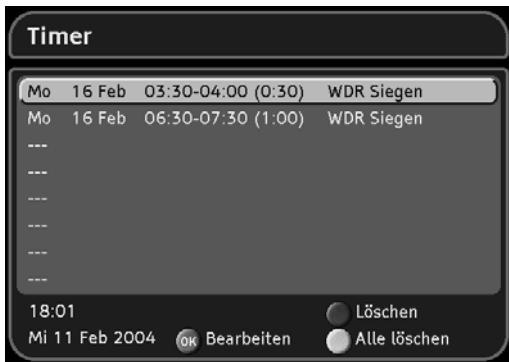 Timer
Mo 16 Feb 03:30-04:00 (0:30) WDR Siegen
Mo 16 Feb 06:30-07:30 (1:00) WDR Siegen
---
---
---
---
---
---
18:01 Löschen
Mi 11 Feb 2004 OK Bearbeiten Alle löschen